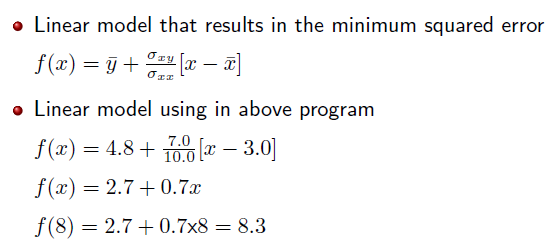 • Linear model that results in the minimum squared error
f(x) = ȳ + σxy/σxx [x − x̄]
• Linear model using in above program
f(x) = 4.8 + 7.0/10.0 [x − 3.0]
f(x) = 2.7 + 0.7x
f(8) = 2.7 + 0.7x8 = 8.3